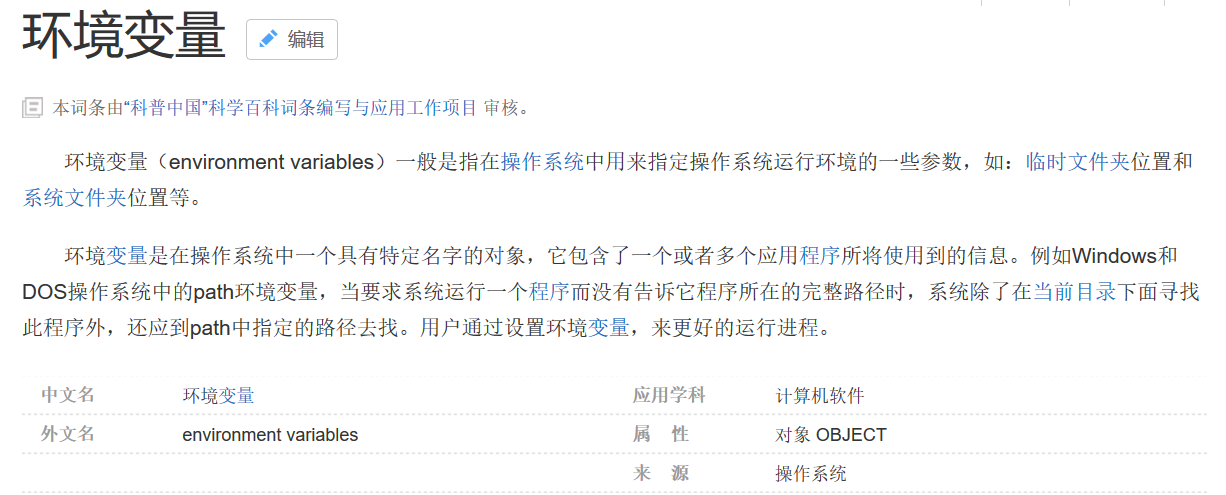 环境变量 编辑
本词条由“科普中国”科学百科词条编写与应用工作项目 审核。
环境变量（environment variables）一般是指在操作系统中用来指定操作系统运行环境的一些参数，如：临时文件夹位置和
系统文件夹位置等。
环境变量是在操作系统中一个具有特定名字的对象，它包含了一个或者多个应用程序所将使用到的信息。例如Windows和
DOS操作系统中的path环境变量，当要求系统运行一个程序而没有告诉它程序所在的完整路径时，系统除了在当前目录下面寻找
此程序外，还应到path中指定的路径去找。用户通过设置环境变量，来更好的运行进程。
中文名 环境变量 应用学科 计算机软件
外文名 environment variables 属 性 对象 OBJECT
来 源 操作系统